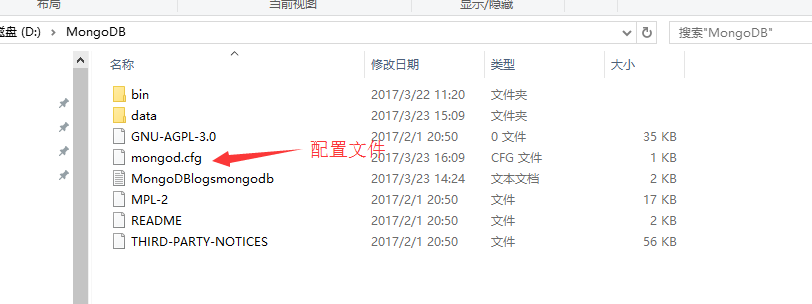 布局 当前视图 显示/隐藏
磁盘 (D:) > MongoDB 搜索"MongoDB"
名称 修改日期 类型 大小
bin 2017/3/22 11:20 文件夹
data 2017/3/23 15:09 文件夹
GNU-AGPL-3.0 2017/2/1 20:50 0 文件 35 KB
mongod.cfg 2017/3/23 16:09 CFG 文件 1 KB
配置文件
MongoDBlogsmongodb 2017/3/23 14:24 文本文档 2 KB
MPL-2 2017/2/1 20:50 文件 17 KB
README 2017/2/1 20:50 文件 2 KB
THIRD-PARTY-NOTICES 2017/2/1 20:50 文件 56 KB